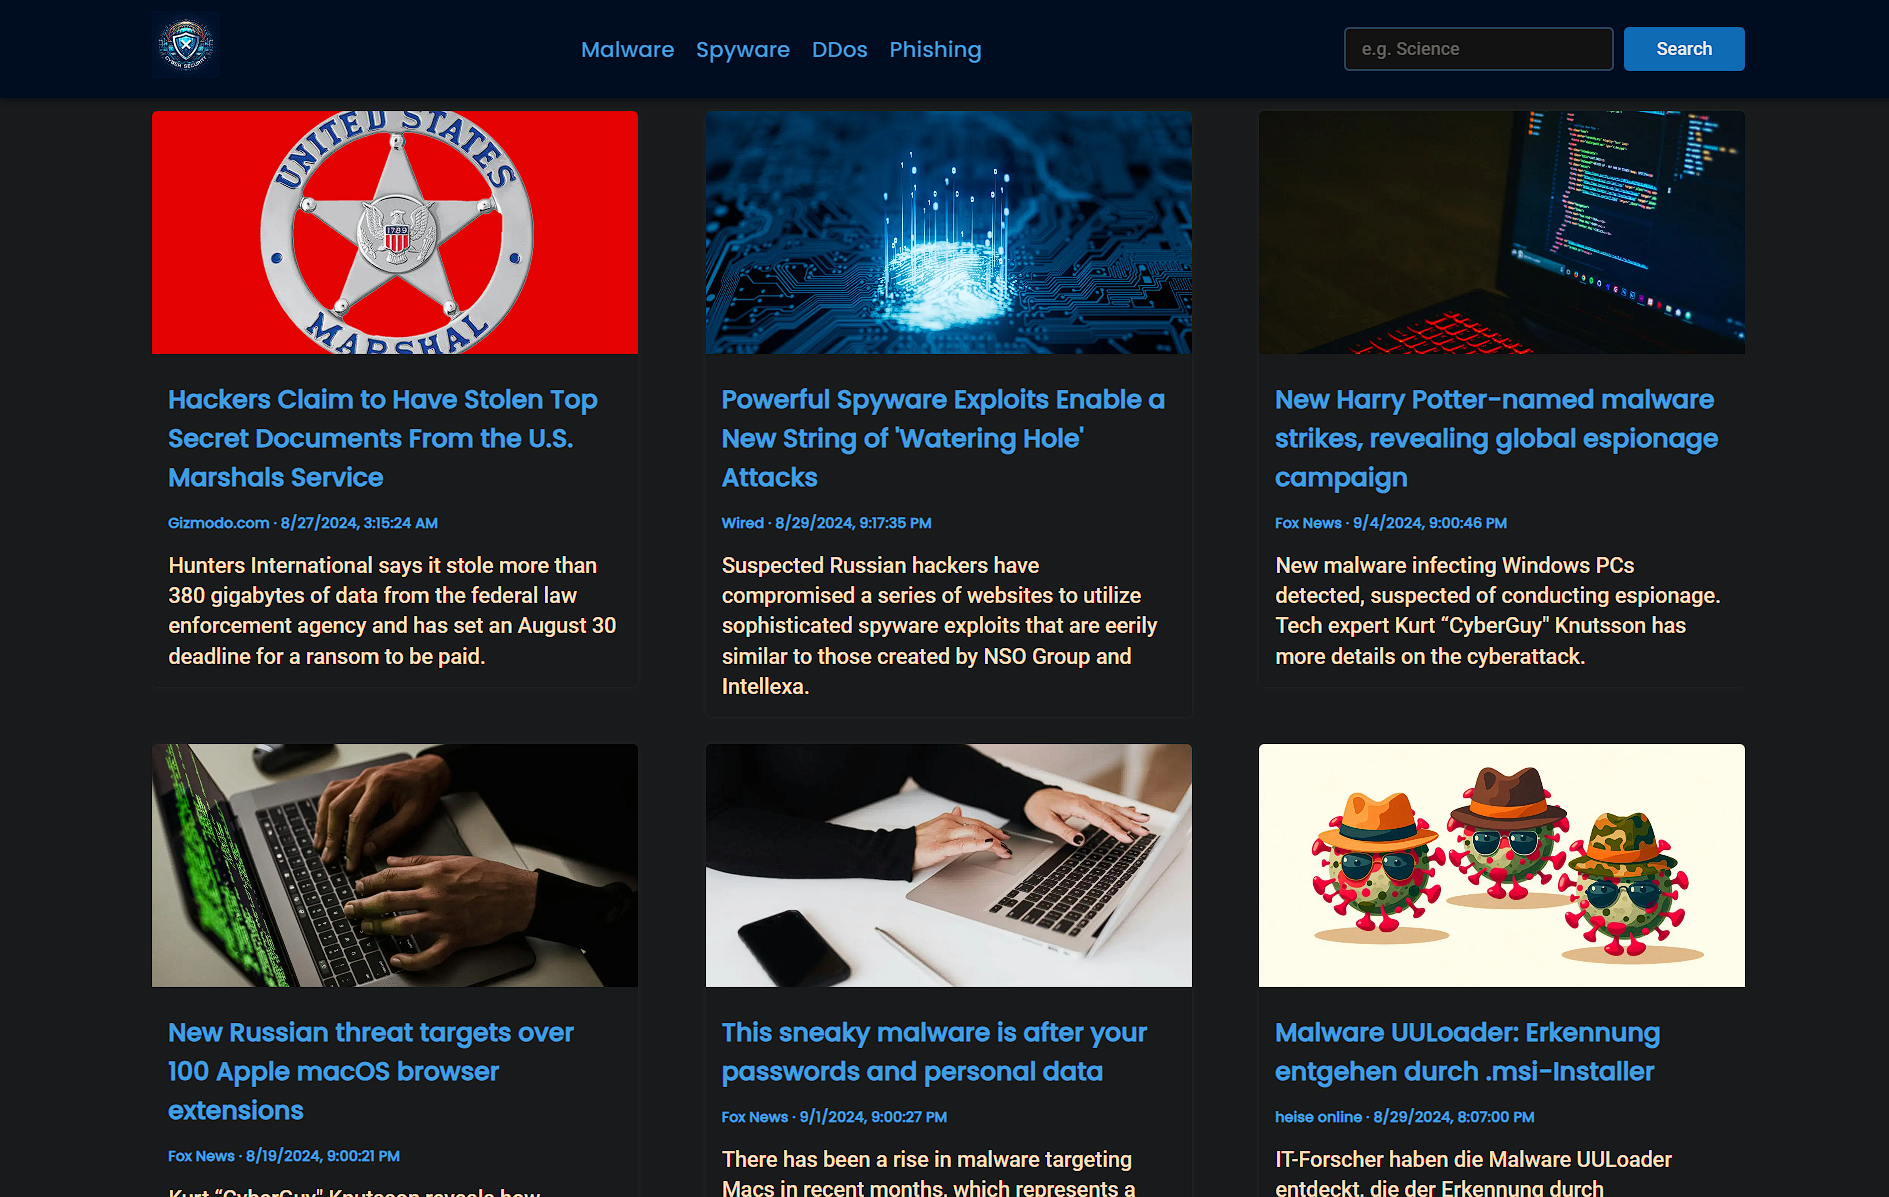 CYBER SECURITY
Malware Spyware DDos Phishing
e.g. Science
Search
UNITED STATES
1789
MARSHAL
Hackers Claim to Have Stolen Top
Secret Documents From the U.S.
Marshals Service
Gizmodo.com · 8/27/2024, 3:15:24 AM
Hunters International says it stole more than
380 gigabytes of data from the federal law
enforcement agency and has set an August 30
deadline for a ransom to be paid.
Powerful Spyware Exploits Enable a
New String of 'Watering Hole'
Attacks
Wired · 8/29/2024, 9:17:35 PM
Suspected Russian hackers have
compromised a series of websites to utilize
sophisticated spyware exploits that are eerily
similar to those created by NSO Group and
Intellexa.
New Harry Potter-named malware
strikes, revealing global espionage
campaign
Fox News · 9/4/2024, 9:00:46 PM
New malware infecting Windows PCs
detected, suspected of conducting espionage.
Tech expert Kurt “CyberGuy" Knutsson has
more details on the cyberattack.
New Russian threat targets over
100 Apple macOS browser
extensions
Fox News · 8/19/2024, 9:00:21 PM
Kurt “CyberGuy" Knutsson reveals how
This sneaky malware is after your
passwords and personal data
Fox News · 9/1/2024, 9:00:27 PM
There has been a rise in malware targeting
Macs in recent months, which represents a
Malware UULoader: Erkennung
entgehen durch .msi-Installer
heise online · 8/29/2024, 8:07:00 PM
IT-Forscher haben die Malware UULoader
entdeckt, die der Erkennung durch